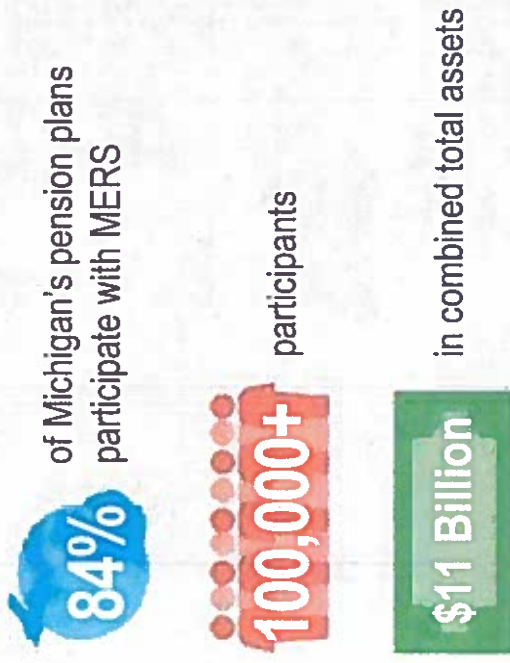 84%
of Michigan's pension plans
participate with MERS
100,000+
participants
$11 Billion
in combined total assets